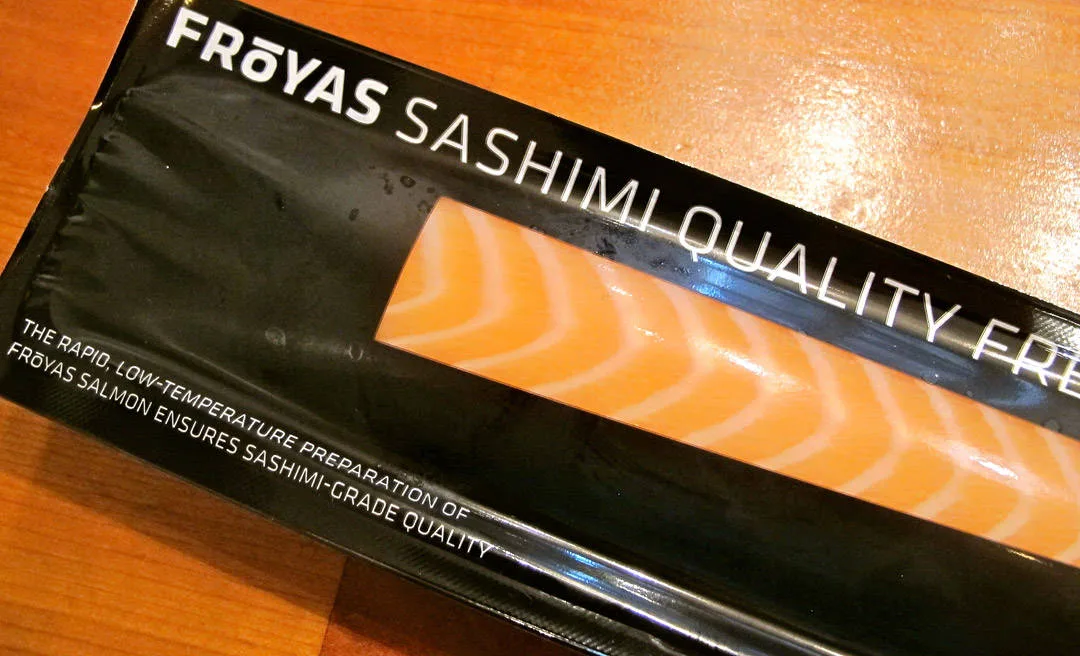 FRōYAS SASHIMI QUALITY FRE
THE RAPID, LOW-TEMPERATURE PREPARATION OF
FRōYAS SALMON ENSURES SASHIMI-GRADE QUALITY